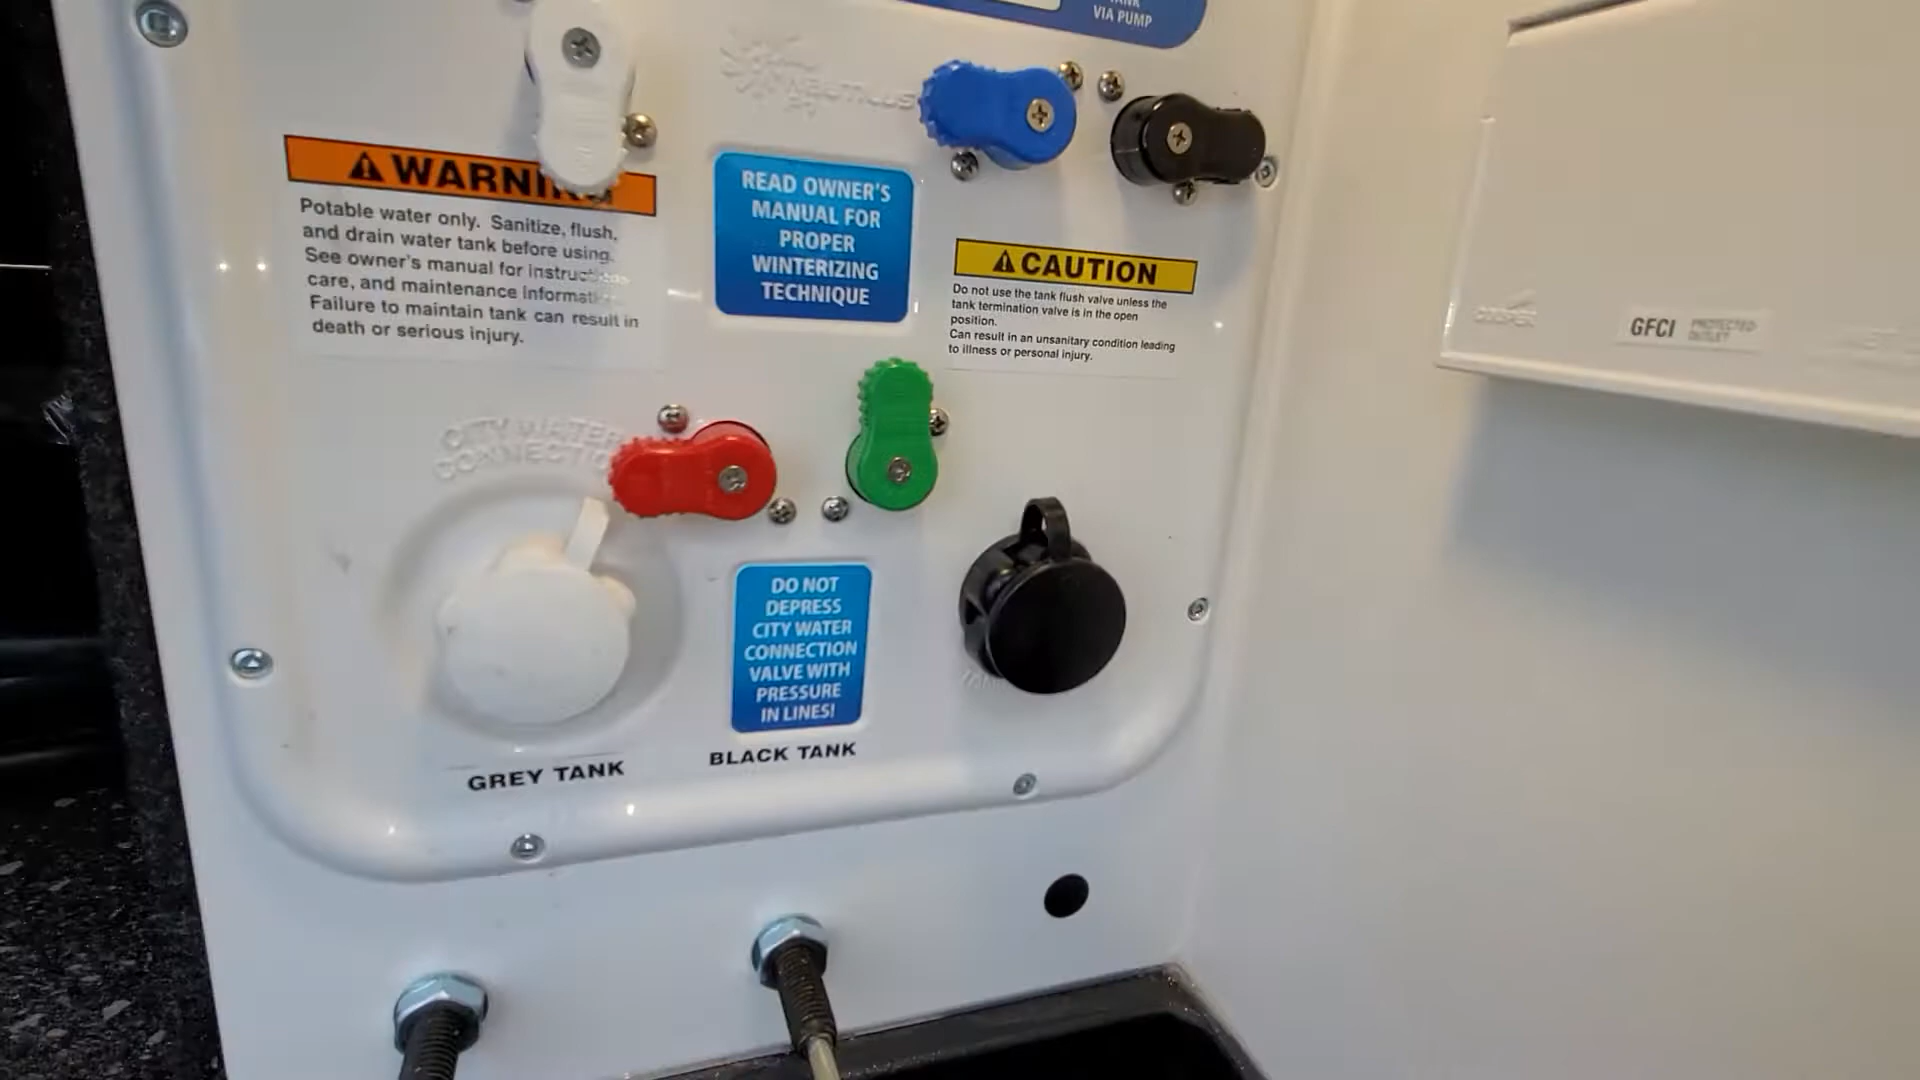 VIA PUMP
NAUTILUS
WARNING
Potable water only. Sanitize, flush,
and drain water tank before using.
See owner's manual for
care, and maintenance
Failure to maintain tank can result in
death or serious injury.
READ OWNER'S
MANUAL FOR
PROPER
WINTERIZING
TECHNIQUE
CAUTION
Do not use the tank flush valve unless the
tank termination valve is in the open
position.
Can result in an unsanitary condition leading
to illness or personal injury.
COOPER
GFCI PROTECTED
OUTLET
CITY WATER
DO NOT
DEPRESS
CITY WATER
CONNECTION
VALVE WITH
PRESSURE
IN LINES!
GREY TANK
BLACK TANK